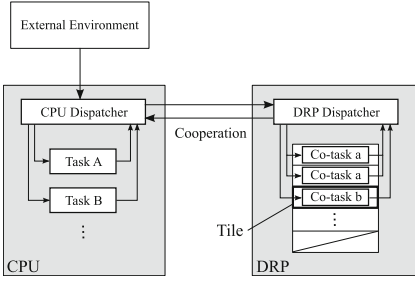 External Environment
CPU Dispatcher
DRP Dispatcher
Cooperation
Task A
Co-task a
Co-task a
Task B
Co-task b
⋮
⋮
Tile
CPU
DRP